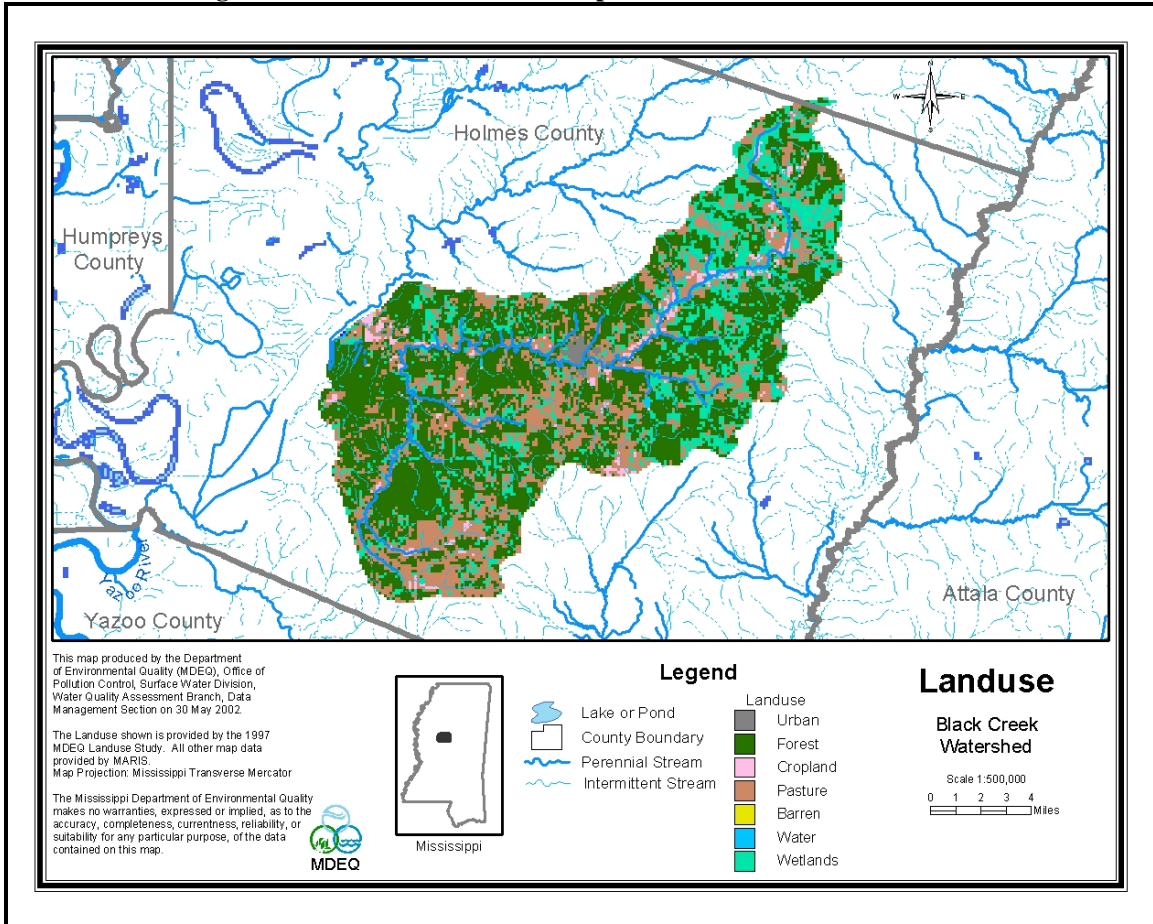 Holmes County
Humpreys
County
Yazoo River
Yazoo County
Attala County
N
W
E
S
This map produced by the Department
of Environmental Quality (MDEQ), Office of
Pollution Control, Surface Water Division,
Water Quality Assessment Branch, Data
Management Section on 30 May 2002.
The Landuse shown is provided by the 1997
MDEQ Landuse Study. All other map data
provided by MARIS.
Map Projection: Mississippi Transverse Mercator
The Mississippi Department of Environmental Quality
makes no warranties, expressed or implied, as to the
accuracy, completeness, currentness, reliability, or
suitability for any particular purpose, of the data
contained on this map.
MDEQ
Mississippi
Legend
Lake or Pond
County Boundary
Perennial Stream
Intermittent Stream
Landuse
Urban
Forest
Cropland
Pasture
Barren
Water
Wetlands
Landuse
Black Creek
Watershed
Scale 1:500,000
0 1 2 3 4
Miles